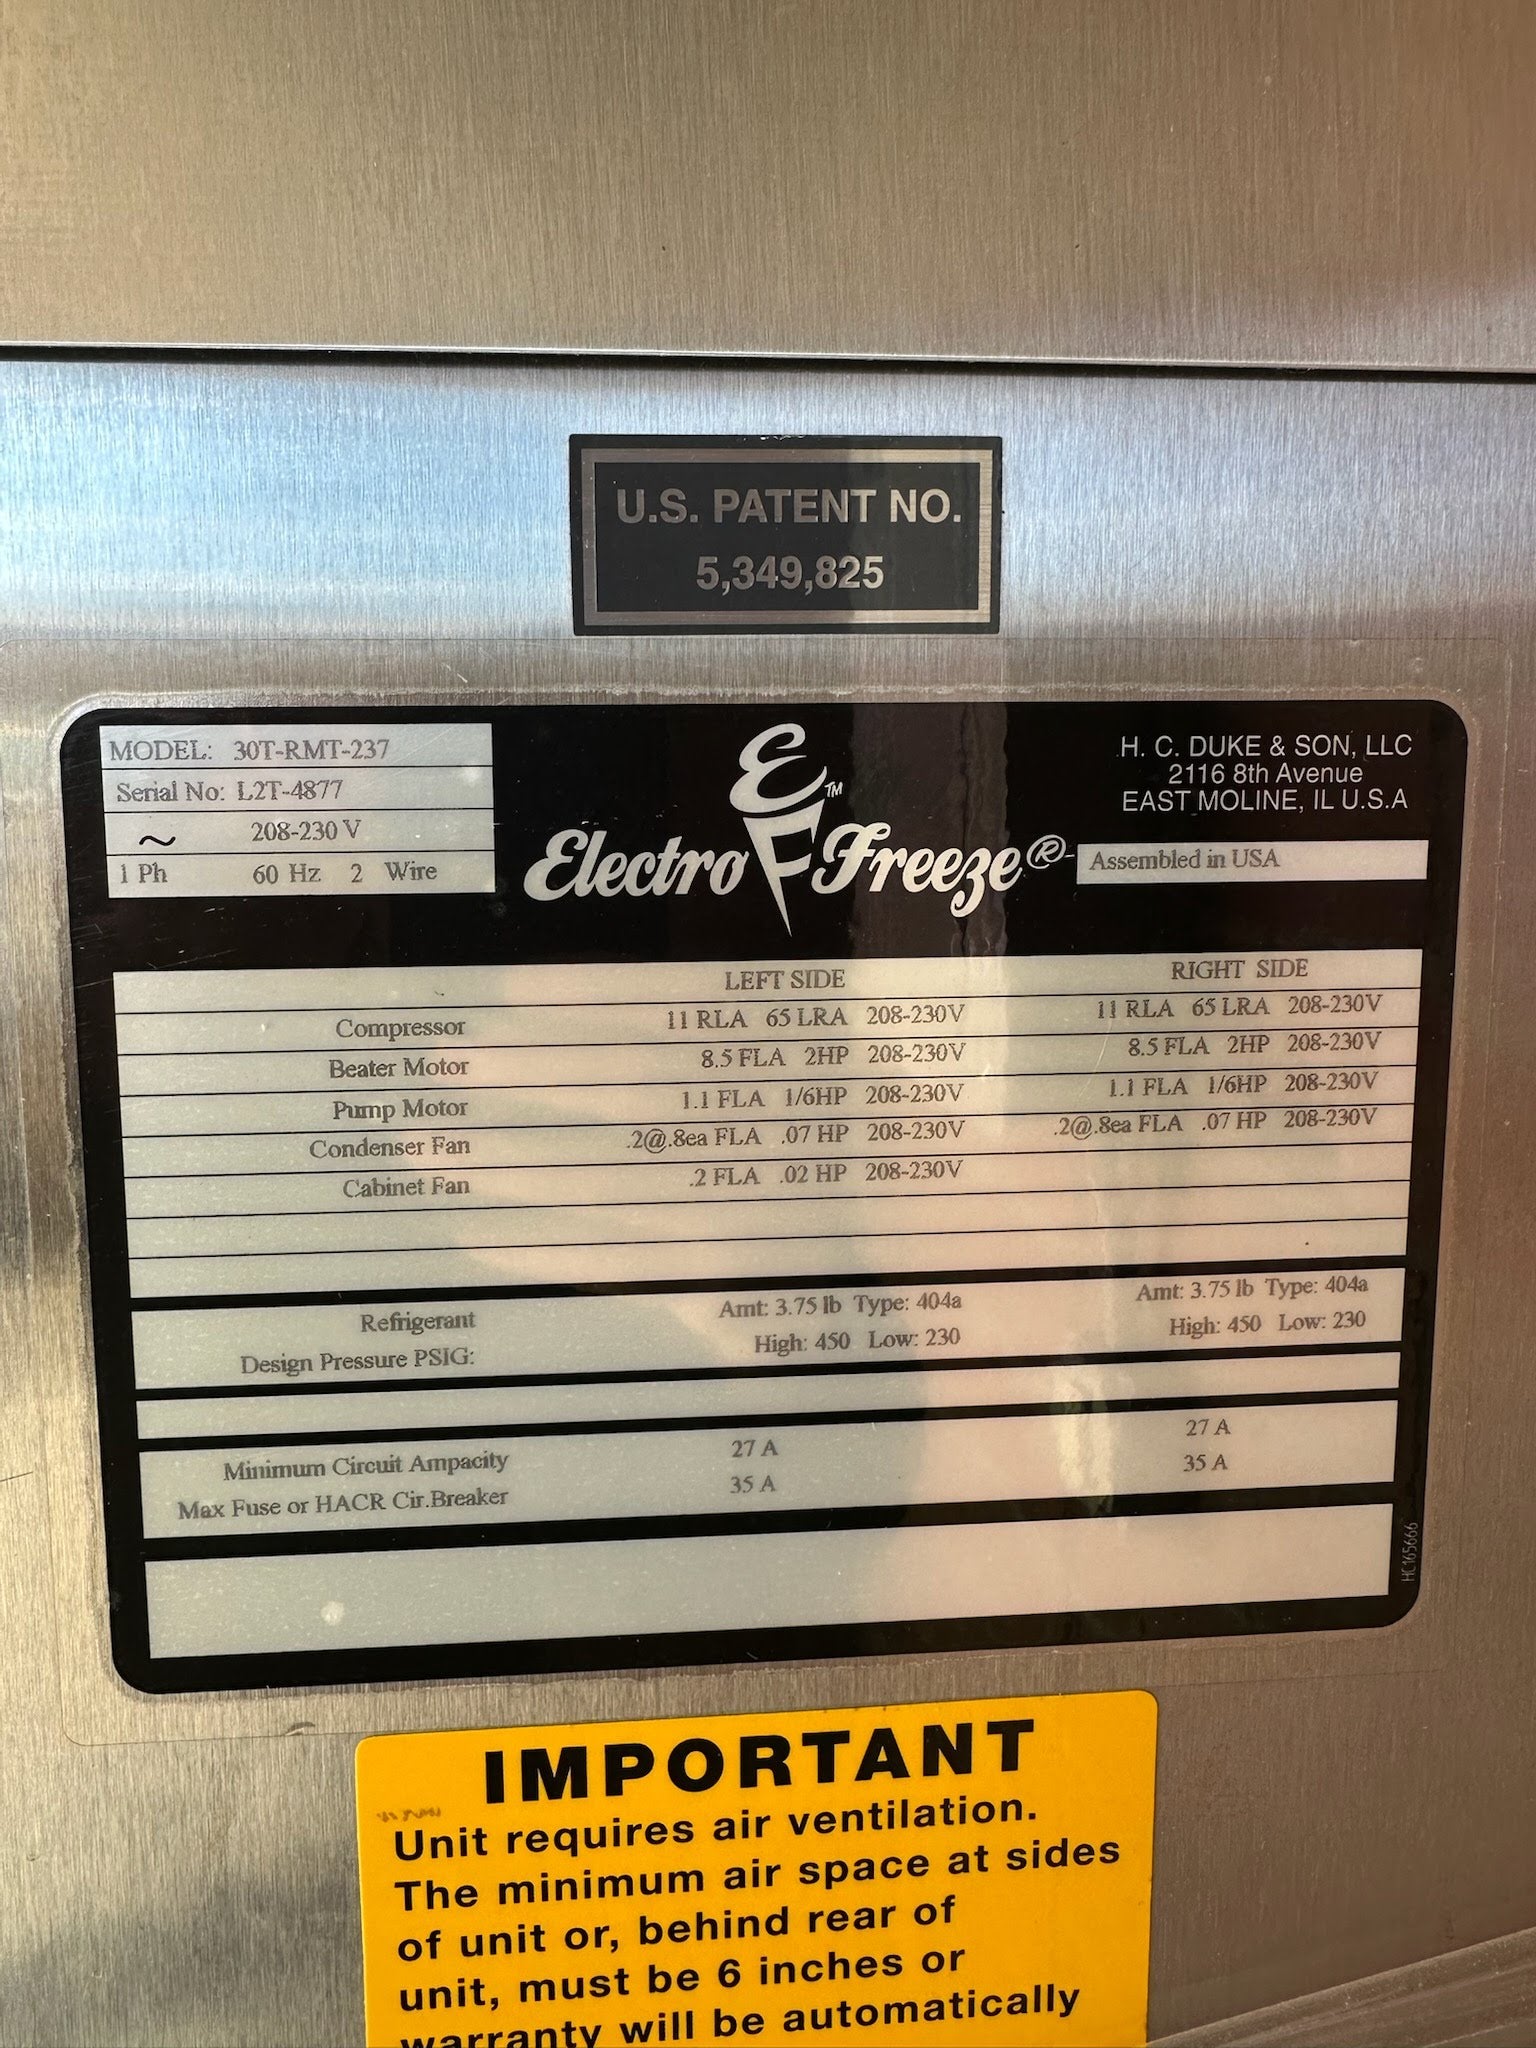 U.S. PATENT NO.
5,349,825
MODEL: 30T-RMT-237
Serial No: L2T-4877
~ 208-230 V
1 Ph 60 Hz 2 Wire
E F TM
Electro Freeze®
H. C. DUKE & SON, LLC
2116 8th Avenue
EAST MOLINE, IL U.S.A
Assembled in USA
LEFT SIDE RIGHT SIDE
Compressor 11 RLA 65 LRA 208-230V 11 RLA 65 LRA 208-230V
Beater Motor 8.5 FLA 2HP 208-230V 8.5 FLA 2HP 208-230V
Pump Motor 1.1 FLA 1/6HP 208-230V 1.1 FLA 1/6HP 208-230V
Condenser Fan .2@.8ea FLA .07 HP 208-230V .2@.8ea FLA .07 HP 208-230V
Cabinet Fan .2 FLA .02 HP 208-230V
Refrigerant Amt: 3.75 lb Type: 404a Amt: 3.75 lb Type: 404a
Design Pressure PSIG: High: 450 Low: 230 High: 450 Low: 230
Minimum Circuit Ampacity 27 A 27 A
Max Fuse or HACR Cir.Breaker 35 A 35 A
HC165666
IMPORTANT
Unit requires air ventilation.
The minimum air space at sides
of unit or, behind rear of
unit, must be 6 inches or
warranty will be automatically